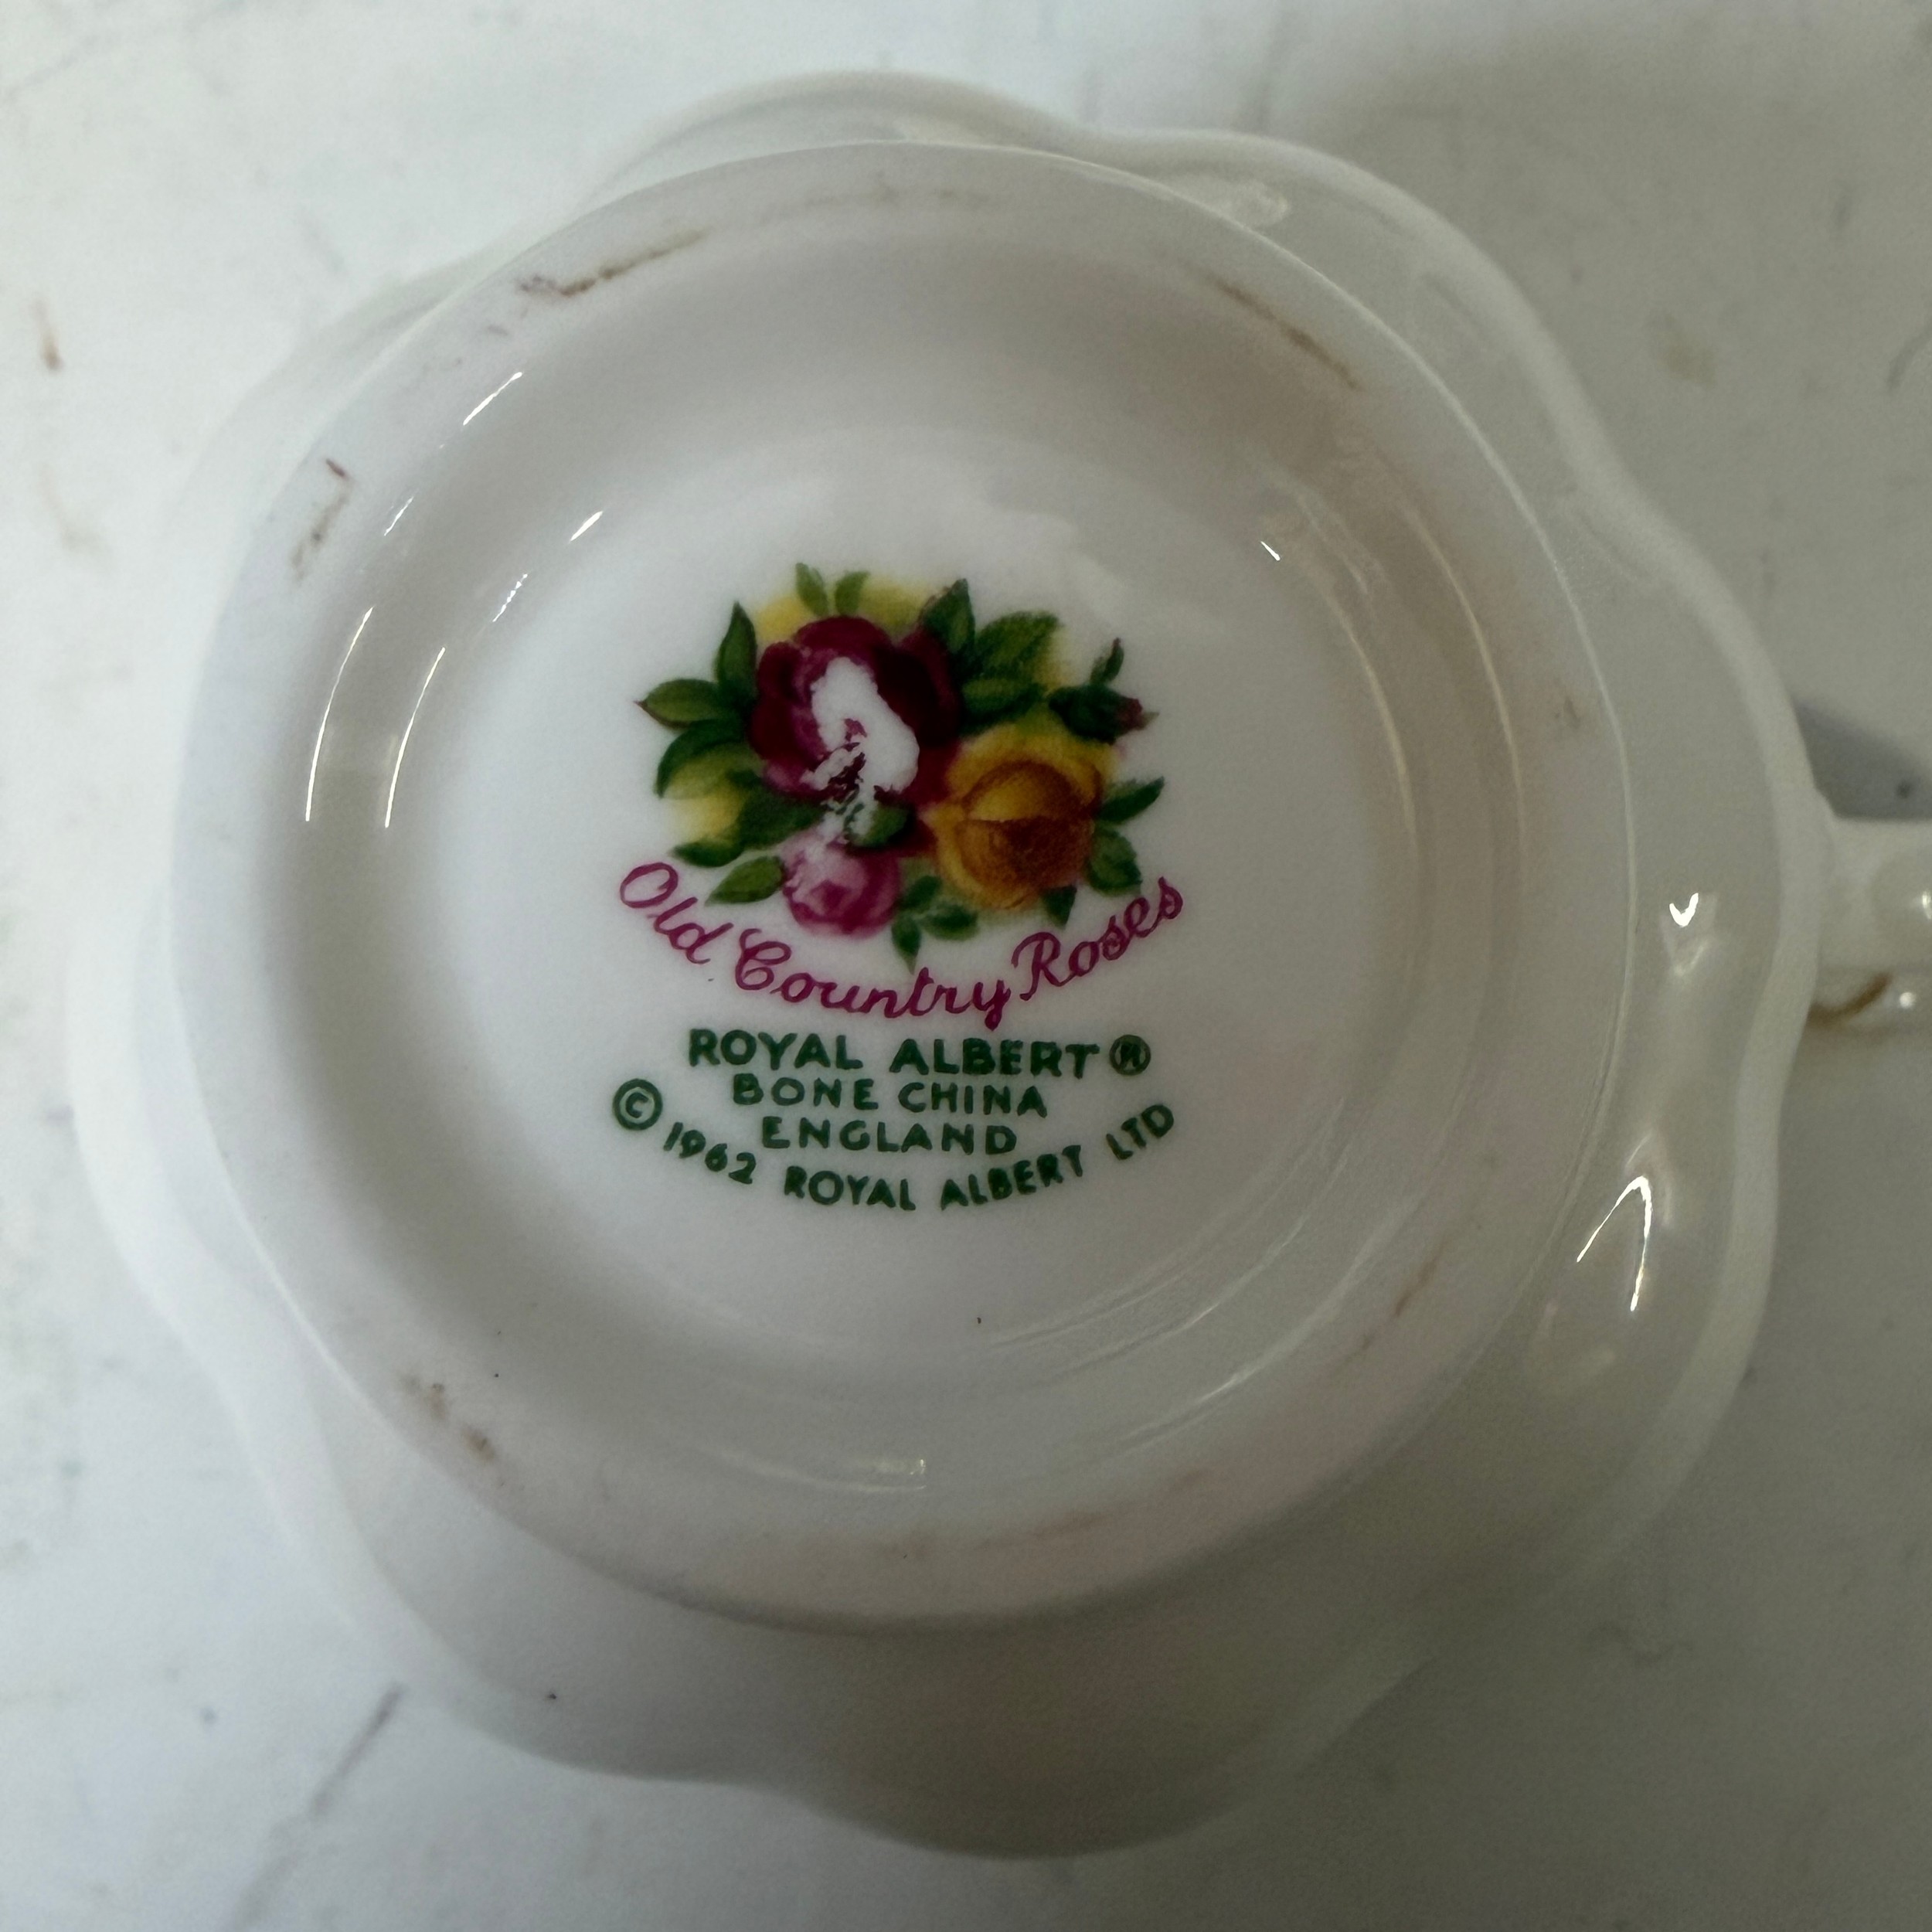 Old Country Roses
ROYAL ALBERT ®
BONE CHINA
ENGLAND
© 1962 ROYAL ALBERT LTD